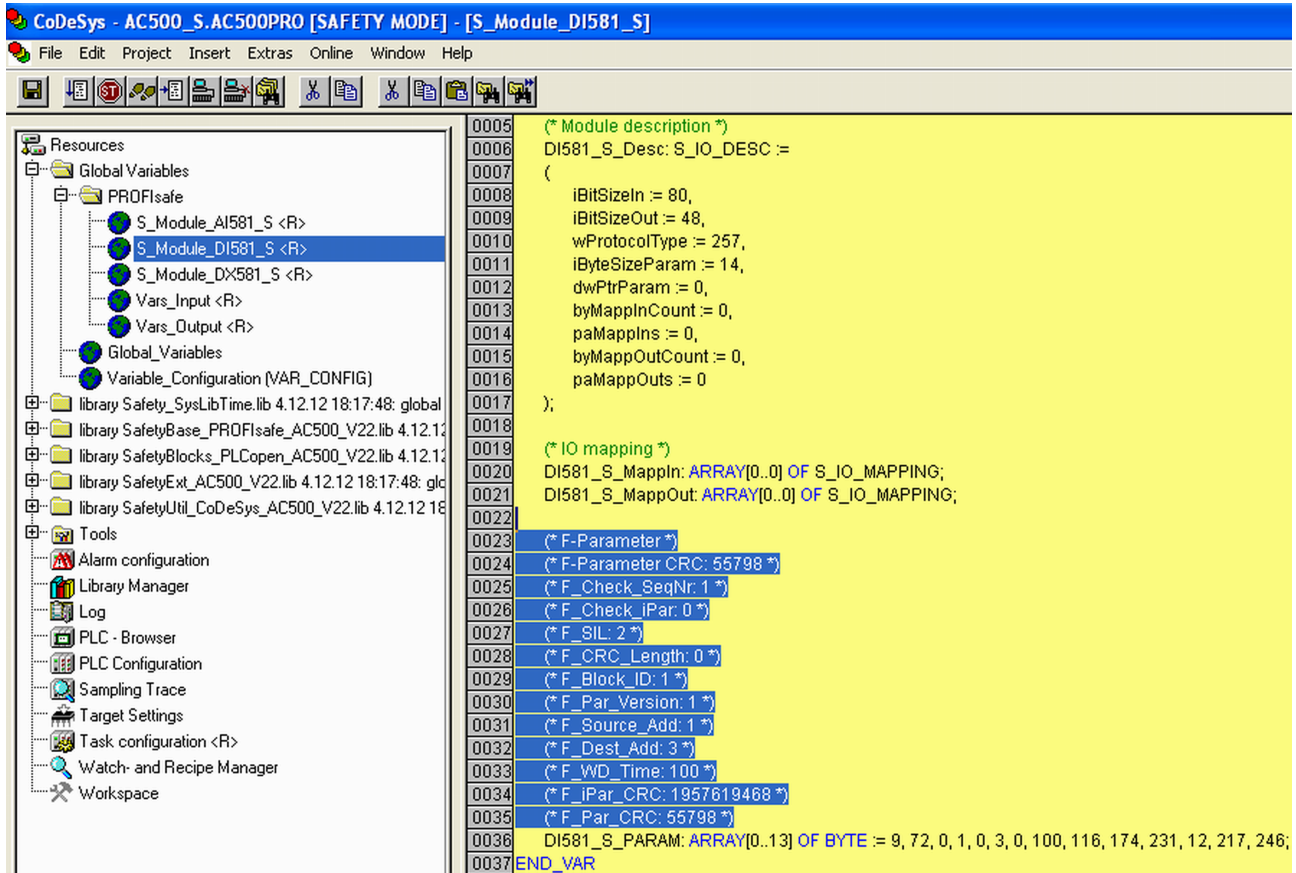 CoDeSys - AC500_S.AC500PRO [SAFETY MODE] - [S_Module_DI581_S]
File Edit Project Insert Extras Online Window Help
Resources
Global Variables
PROFIsafe
S_Module_AI581_S <R>
S_Module_DI581_S <R>
S_Module_DX581_S <R>
Vars_Input <R>
Vars_Output <R>
Global_Variables
Variable_Configuration (VAR_CONFIG)
library Safety_SysLibTime.lib 4.12.12 18:17:48: global
library SafetyBase_PROFIsafe_AC500_V22.lib 4.12.12
library SafetyBlocks_PLCopen_AC500_V22.lib 4.12.12
library SafetyExt_AC500_V22.lib 4.12.12 18:17:48: glo
library SafetyUtil_CoDeSys_AC500_V22.lib 4.12.12 18
Tools
Alarm configuration
Library Manager
Log
PLC - Browser
PLC Configuration
Sampling Trace
Target Settings
Task configuration <R>
Watch- and Recipe Manager
Workspace
0005 (* Module description *)
0006 DI581_S_Desc: S_IO_DESC :=
0007 (
0008 iBitSizeIn := 80,
0009 iBitSizeOut := 48,
0010 wProtocolType := 257,
0011 iByteSizeParam := 14,
0012 dwPtrParam := 0,
0013 byMappInCount := 0,
0014 paMappIns := 0,
0015 byMappOutCount := 0,
0016 paMappOuts := 0
0017 );
0018
0019 (* IO mapping *)
0020 DI581_S_MappIn: ARRAY[0..0] OF S_IO_MAPPING;
0021 DI581_S_MappOut: ARRAY[0..0] OF S_IO_MAPPING;
0022
0023 (* F-Parameter *)
0024 (* F-Parameter CRC: 55798 *)
0025 (* F_Check_SeqNr: 1 *)
0026 (* F_Check_iPar: 0 *)
0027 (* F_SIL: 2 *)
0028 (* F_CRC_Length: 0 *)
0029 (* F_Block_ID: 1 *)
0030 (* F_Par_Version: 1 *)
0031 (* F_Source_Add: 1 *)
0032 (* F_Dest_Add: 3 *)
0033 (* F_WD_Time: 100 *)
0034 (* F_iPar_CRC: 1957619468 *)
0035 (* F_Par_CRC: 55798 *)
0036 DI581_S_PARAM: ARRAY[0..13] OF BYTE := 9, 72, 0, 1, 0, 3, 0, 100, 116, 174, 231, 12, 217, 246;
0037 END_VAR